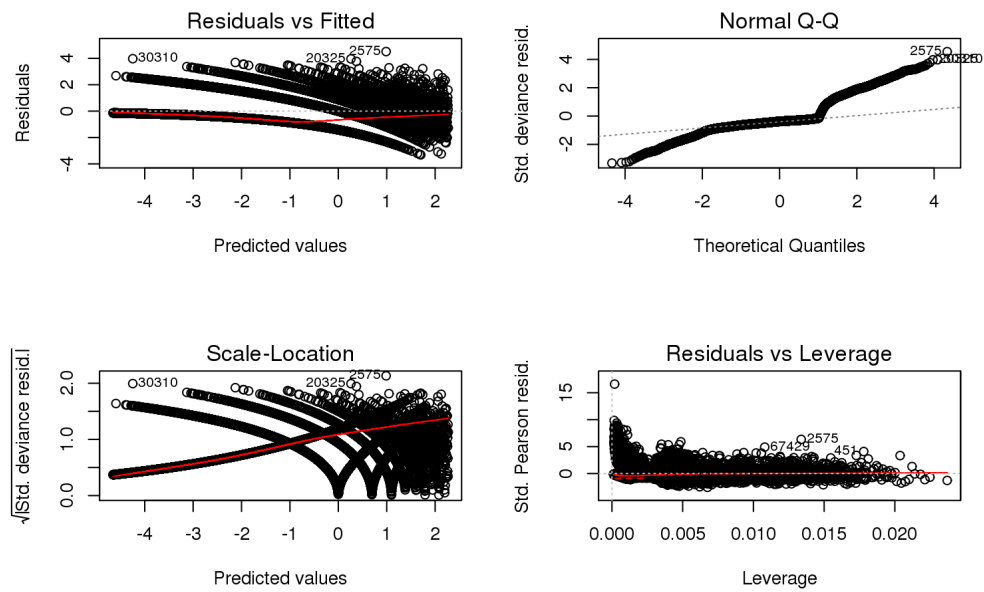 Residuals vs Fitted
Residuals
4
2
0
-4
30310
20325
2575
-4 -3 -2 -1 0 1 2
Predicted values
Normal Q-Q
Std. deviance resid.
4
2
0
-2
2575
-4 -2 0 2 4
Theoretical Quantiles
Scale-Location
√|Std. deviance resid.|
2.0
1.0
0.0
30310
20325
2575
-4 -3 -2 -1 0 1 2
Predicted values
Residuals vs Leverage
Std. Pearson resid.
15
5
0
67429
2575
451
0.000 0.005 0.010 0.015 0.020
Leverage